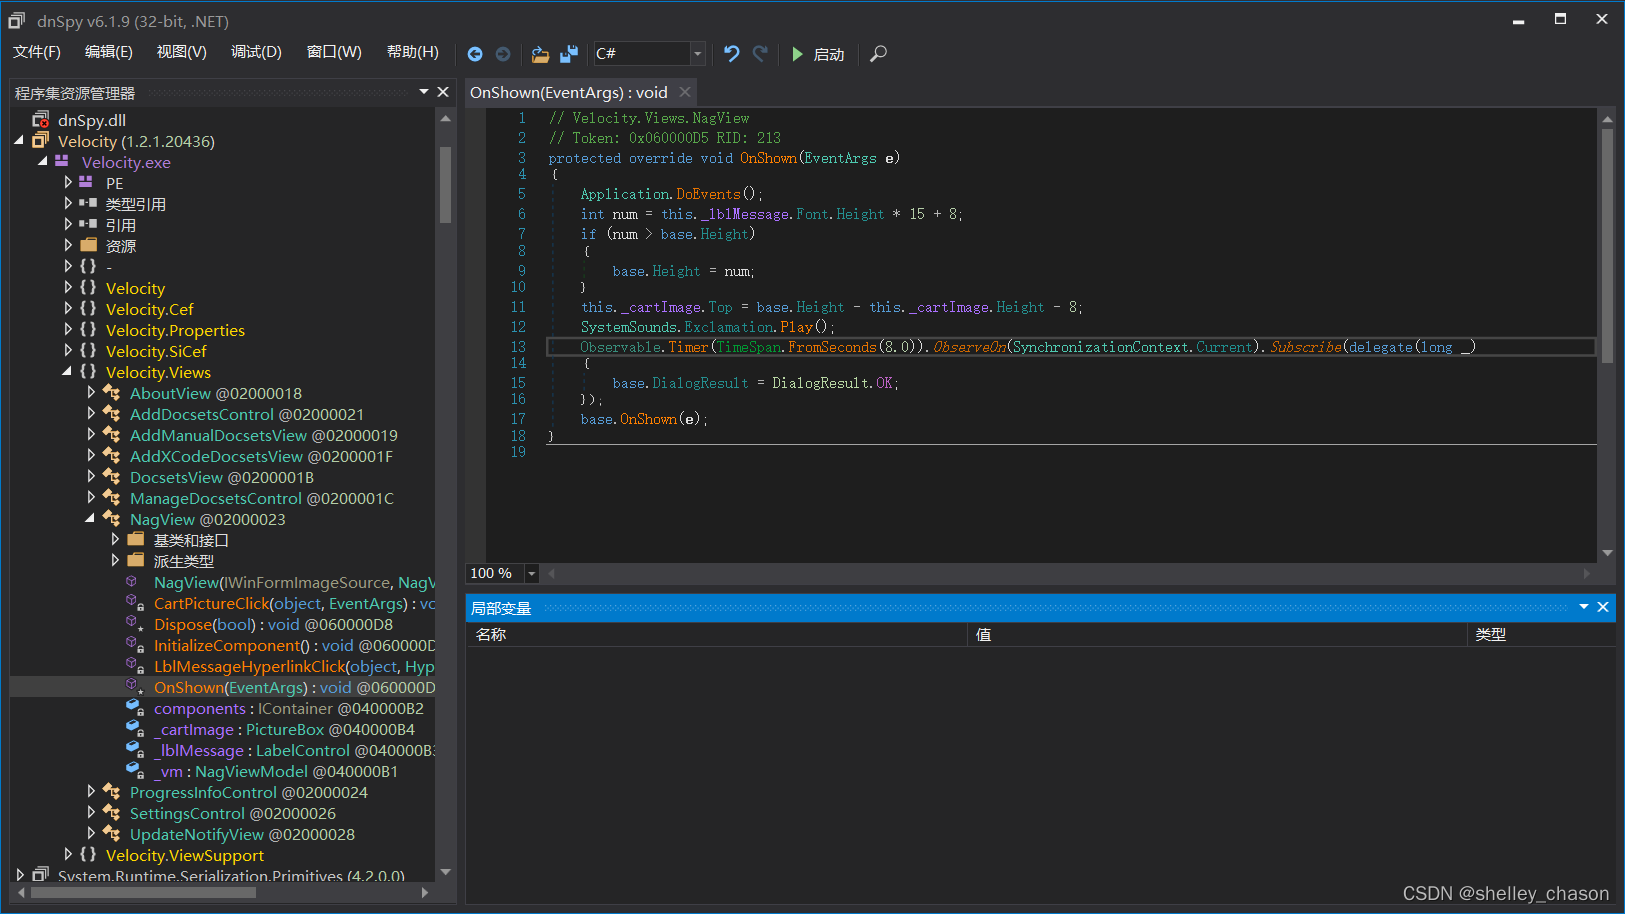 dnSpy v6.1.9 (32-bit, .NET)
文件(F) 编辑(E) 视图(V) 调试(D) 窗口(W) 帮助(H) C# 启动
程序集资源管理器
dnSpy.dll
Velocity (1.2.1.20436)
Velocity.exe
PE
类型引用
引用
资源
{ } -
{ } Velocity
{ } Velocity.Cef
{ } Velocity.Properties
{ } Velocity.SiCef
{ } Velocity.Views
AboutView @02000018
AddDocsetsControl @02000021
AddManualDocsetsView @02000019
AddXCodeDocsetsView @0200001F
DocsetsView @0200001B
ManageDocsetsControl @0200001C
NagView @02000023
基类和接口
派生类型
NagView(IWinFormImageSource, NagV
CartPictureClick(object, EventArgs) : vo
Dispose(bool) : void @060000D8
InitializeComponent() : void @060000D
LblMessageHyperlinkClick(object, Hyp
OnShown(EventArgs) : void @060000D
components : IContainer @040000B2
_cartImage : PictureBox @040000B4
_lblMessage : LabelControl @040000B3
_vm : NagViewModel @040000B1
ProgressInfoControl @02000024
SettingsControl @02000026
UpdateNotifyView @02000028
{ } Velocity.ViewSupport
System.Runtime.Serialization.Primitives (4.2.0.0)
OnShown(EventArgs) : void
1 // Velocity.Views.NagView
2 // Token: 0x060000D5 RID: 213
3 protected override void OnShown(EventArgs e)
4 {
5 Application.DoEvents();
6 int num = this._lblMessage.Font.Height * 15 + 8;
7 if (num > base.Height)
8 {
9 base.Height = num;
10 }
11 this._cartImage.Top = base.Height - this._cartImage.Height - 8;
12 SystemSounds.Exclamation.Play();
13 Observable.Timer(TimeSpan.FromSeconds(8.0)).ObserveOn(SynchronizationContext.Current).Subscribe(delegate(long _)
14 {
15 base.DialogResult = DialogResult.OK;
16 });
17 base.OnShown(e);
18 }
19
100 %
局部变量
名称 值 类型
CSDN @shelley_chason